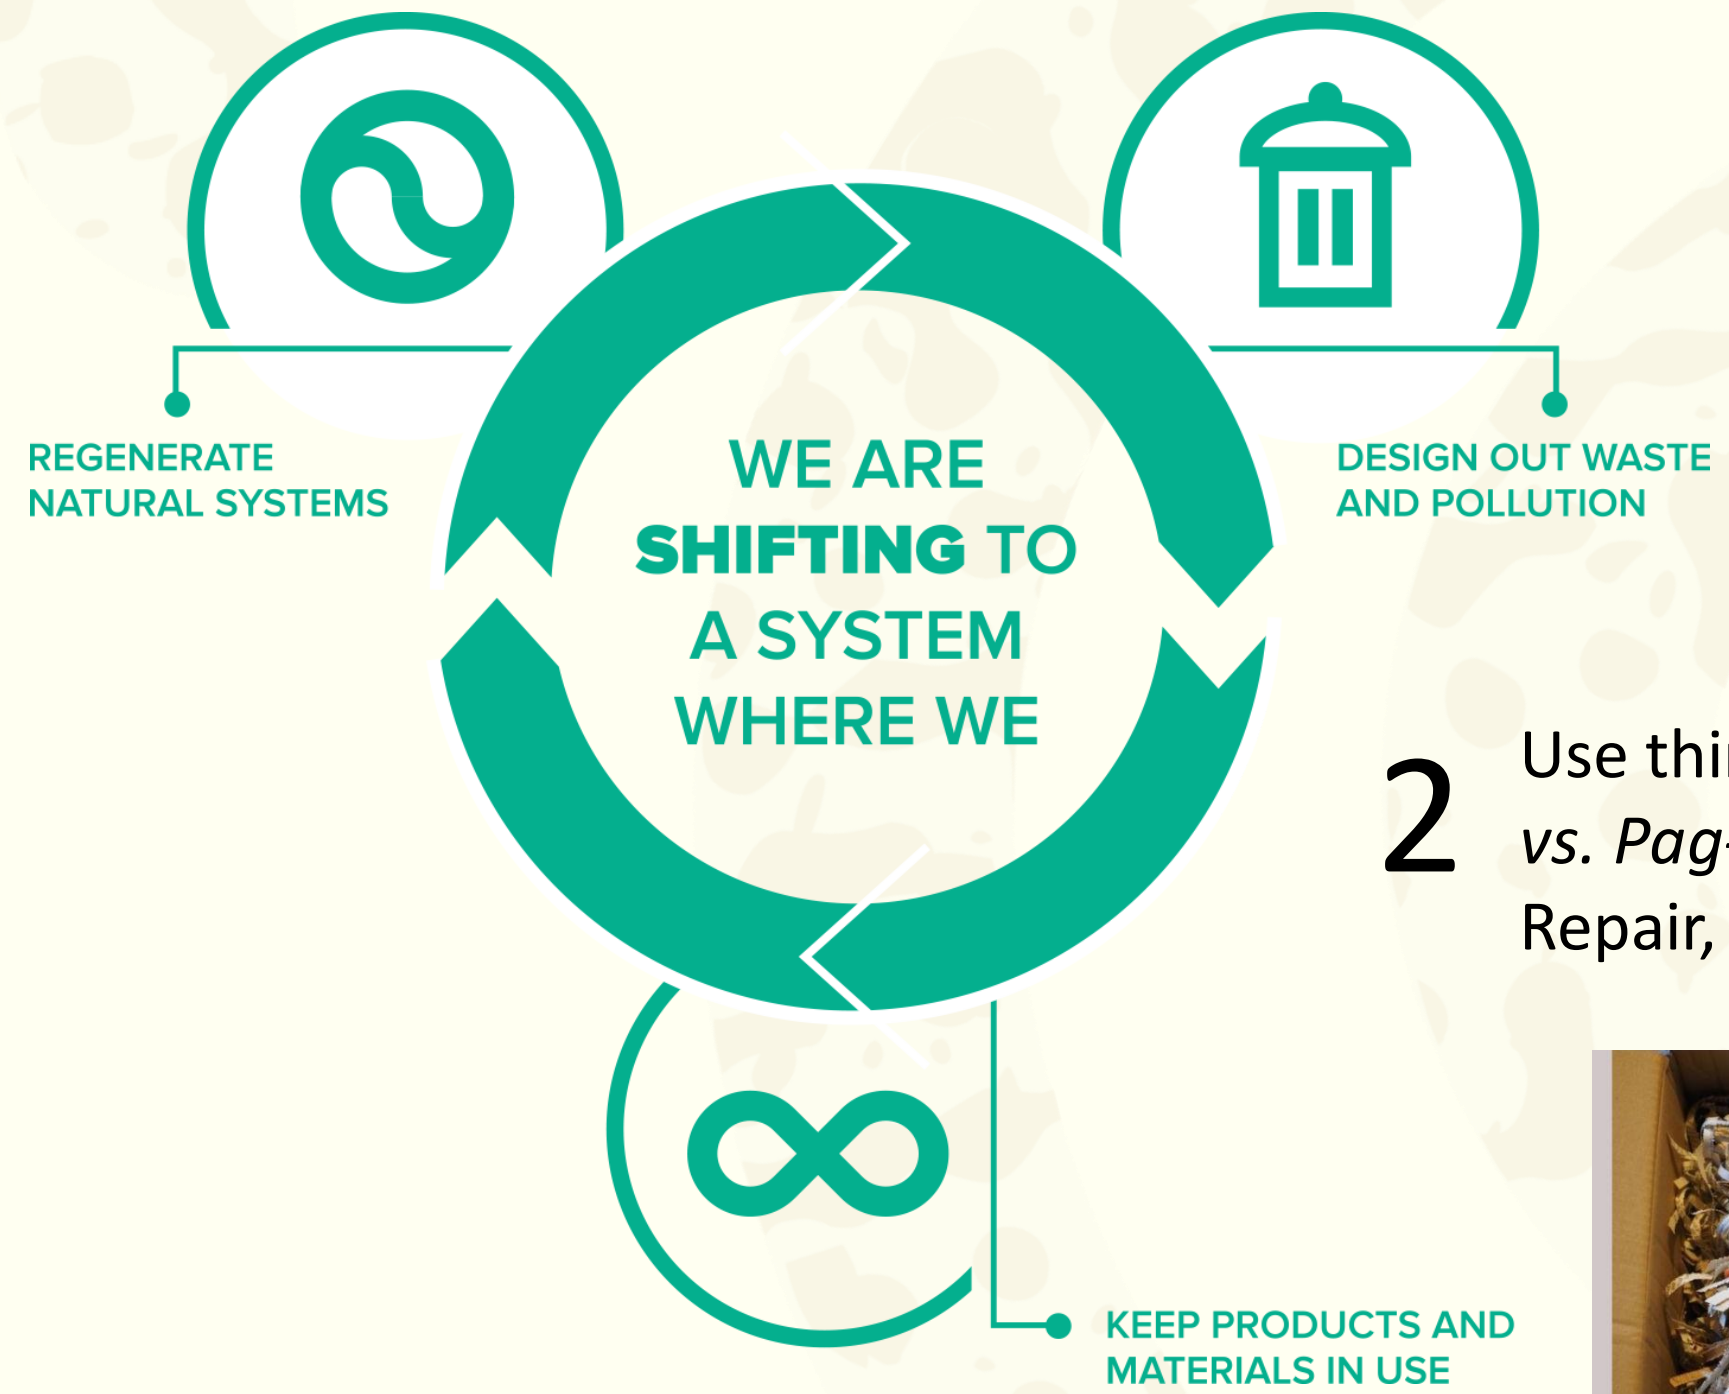 REGENERATE
NATURAL SYSTEMS
DESIGN OUT WASTE
AND POLLUTION
WE ARE
SHIFTING TO
A SYSTEM
WHERE WE
2
Use
vs.
Repair,
KEEP PRODUCTS AND
MATERIALS IN USE